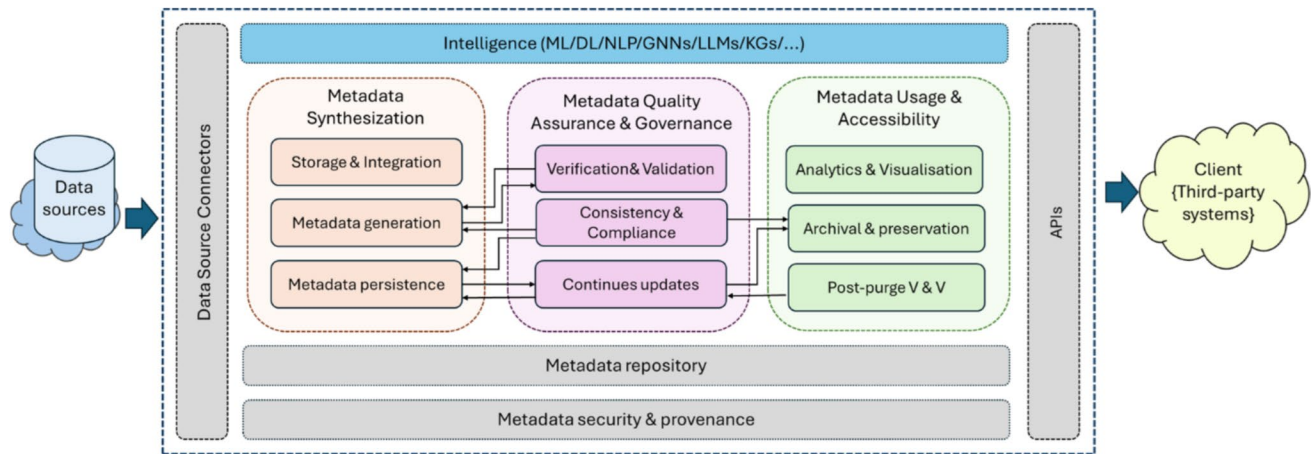 Intelligence (ML/DL/NLP/GNNs/LLMs/KGs/...)
Data
sources
Data Source Connectors
Metadata
Synthesization
Storage & Integration
Metadata generation
Metadata persistence
Metadata Quality
Assurance & Governance
Verification& Validation
Consistency &
Compliance
Continues updates
Metadata Usage &
Accessibility
Analytics & Visualisation
Archival & preservation
Post-purge V & V
Metadata repository
Metadata security & provenance
APIs
Client
{Third-party
systems}